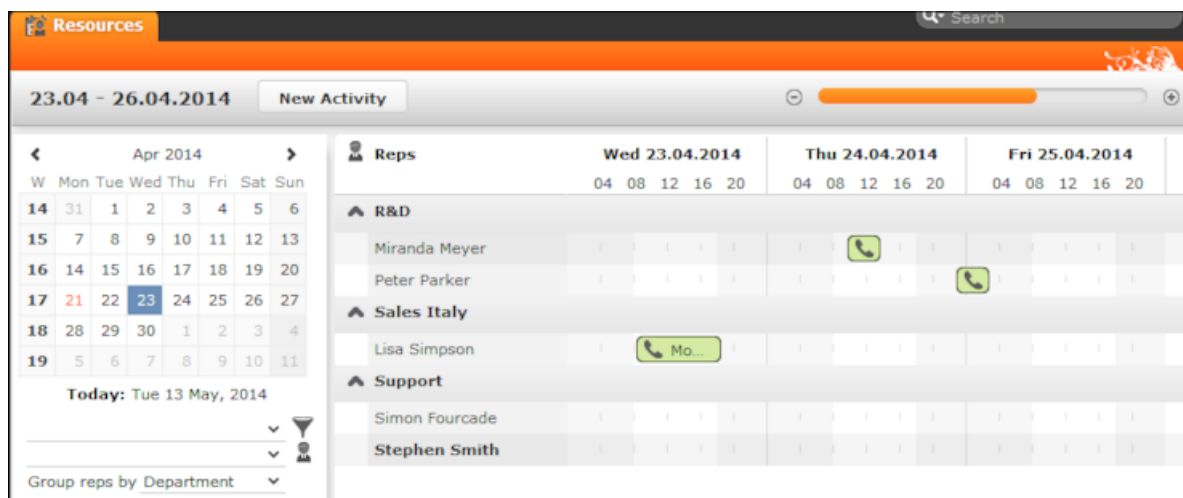 Resources
Search
23.04 - 26.04.2014 New Activity
Apr 2014
W Mon Tue Wed Thu Fri Sat Sun
14 31 1 2 3 4 5 6
15 7 8 9 10 11 12 13
16 14 15 16 17 18 19 20
17 21 22 23 24 25 26 27
18 28 29 30 1 2 3 4
19 5 6 7 8 9 10 11
Today: Tue 13 May, 2014
Group reps by Department
Reps Wed 23.04.2014 Thu 24.04.2014 Fri 25.04.2014
04 08 12 16 20 04 08 12 16 20 04 08 12 16 20
R&D
Miranda Meyer
Peter Parker
Sales Italy
Lisa Simpson Mo...
Support
Simon Fourcade
Stephen Smith